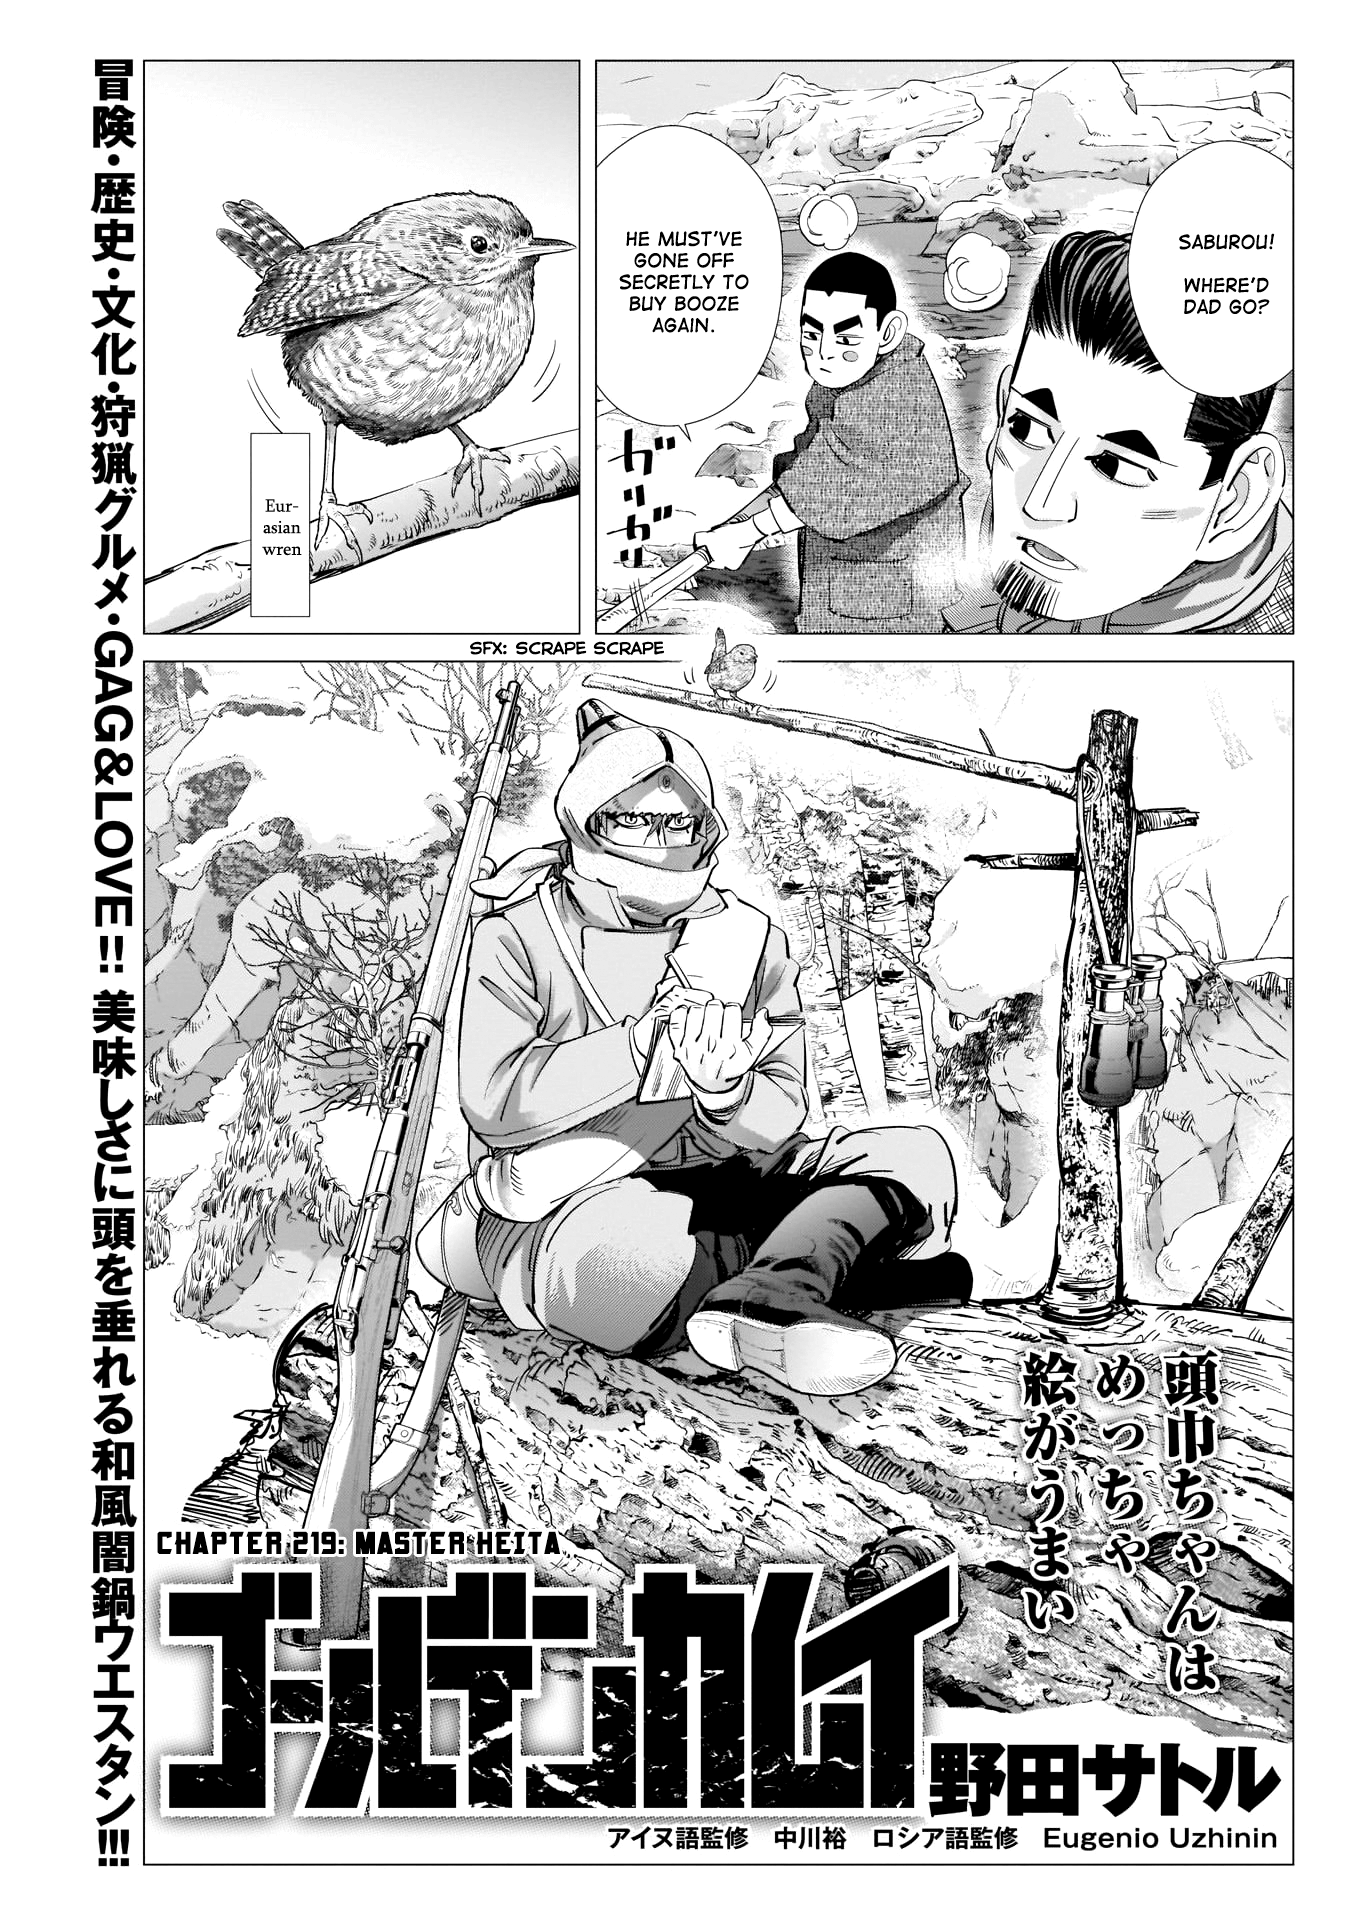 SABUROU!
WHERE'D
DAD GO?
HE MUST'VE
GONE OFF
SECRETLY TO
BUY BOOZE
AGAIN.
ガリガリ
Eur-
asian
wren
SFX: SCRAPE SCRAPE
冒険・歴史・文化・狩猟グルメ・GAG&LOVE!! 美味しさに頭を垂れる和風闇鍋ウエスタン!!!
頭巾ちゃんは
めっちゃ
絵がうまい
CHAPTER 219: MASTER HEITA
ゴールデンカムイ
野田サトル
アイヌ語監修 中川裕 ロシア語監修 Eugenio Uzhinin